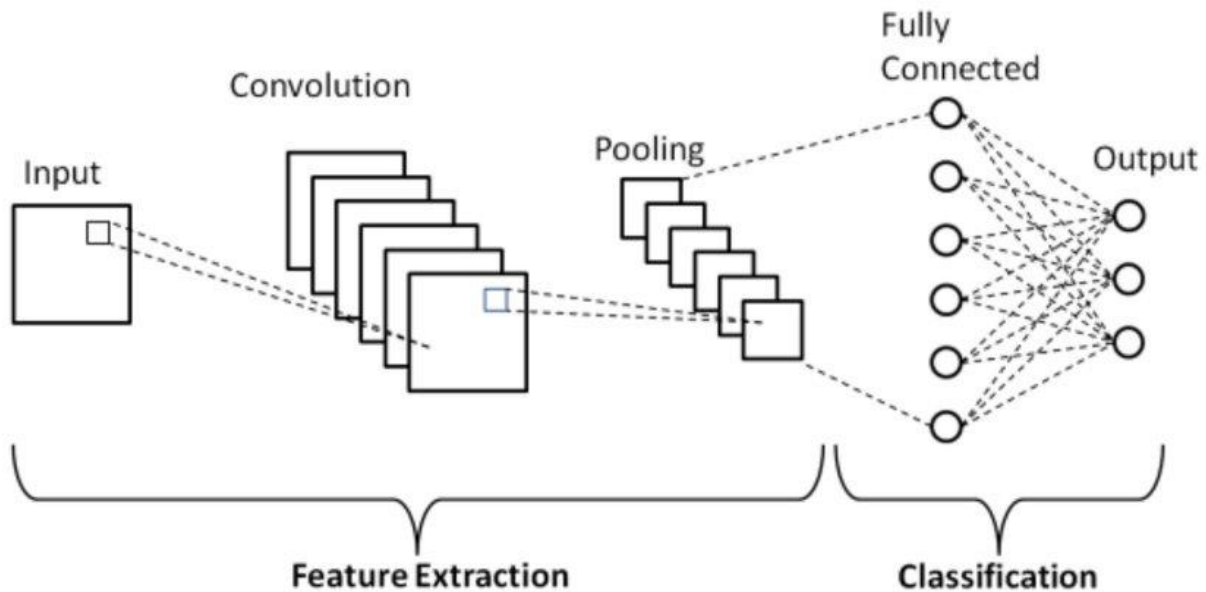 Input
Convolution
Pooling
Fully
Connected
Output
Feature Extraction
Classification